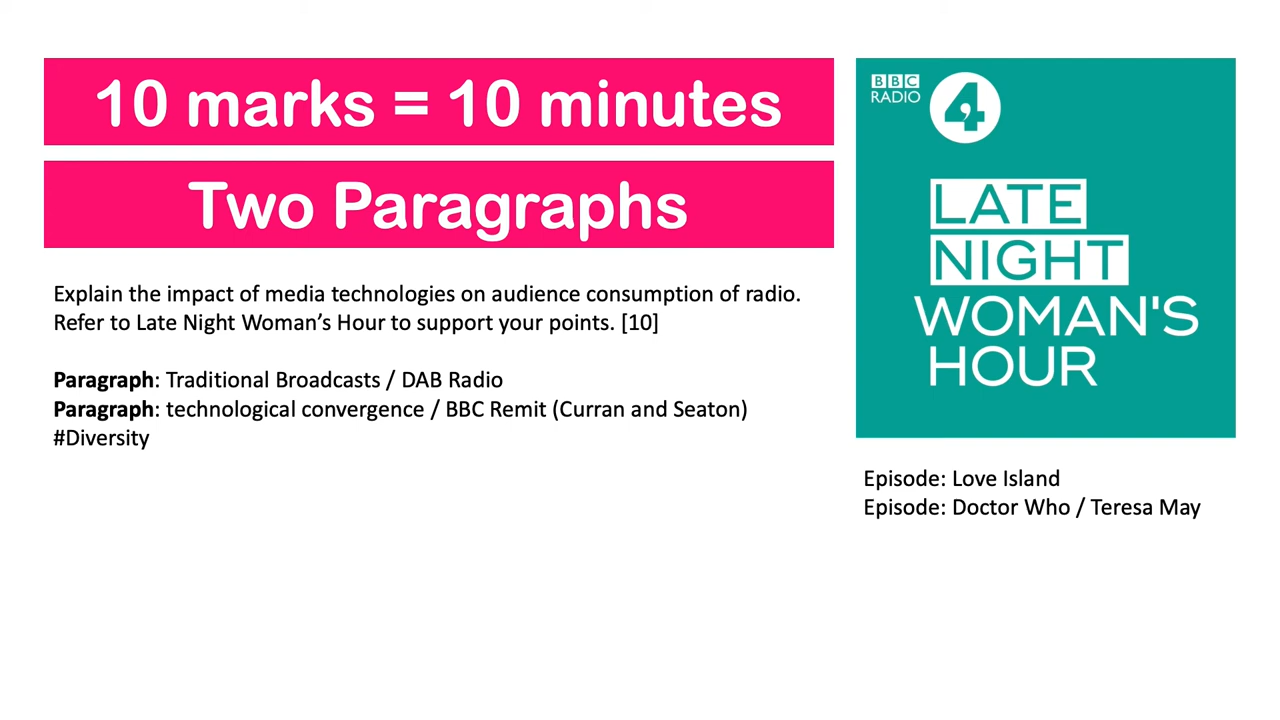 10 marks = 10 minutes
Two Paragraphs
Explain the impact of media technologies on audience consumption of radio.
Refer to Late Night Woman’s Hour to support your points. [10]
Paragraph: Traditional Broadcasts / DAB Radio
Paragraph: technological convergence / BBC Remit (Curran and Seaton)
#Diversity
BBC
RADIO
4
LATE
NIGHT
WOMAN'S
HOUR
Episode: Love Island
Episode: Doctor Who / Teresa May